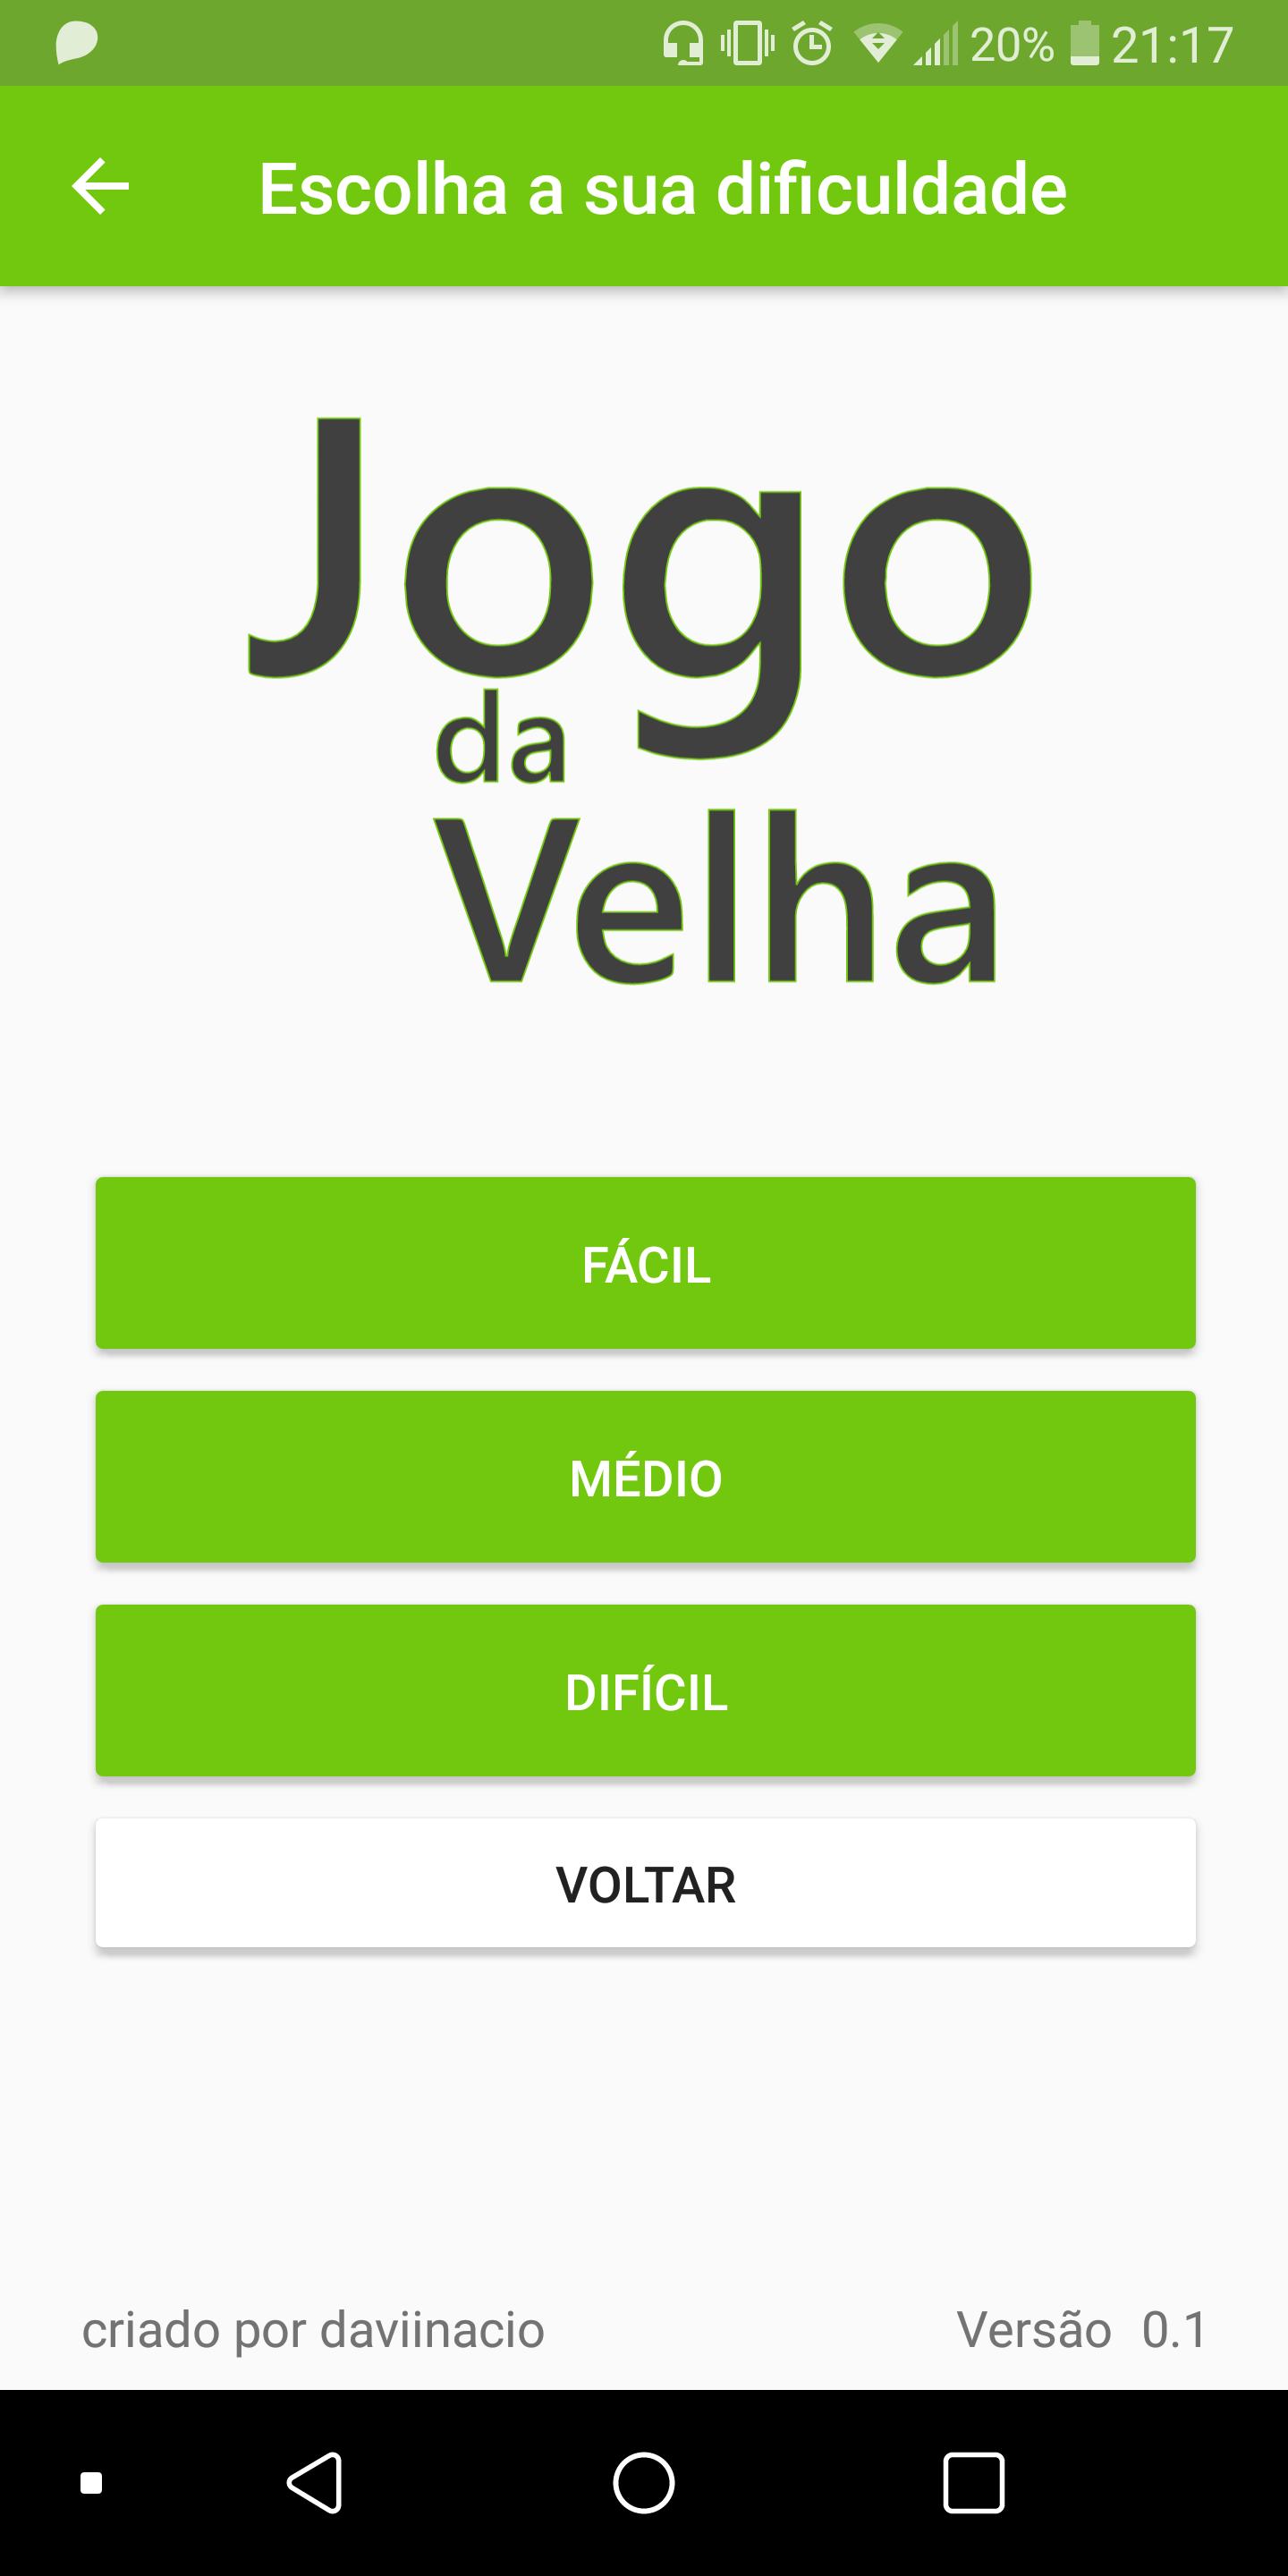 20% 21:17
Escolha a sua dificuldade
Jogo
da
Velha
FÁCIL
MÉDIO
DIFÍCIL
VOLTAR
criado por daviinacio Versão 0.1